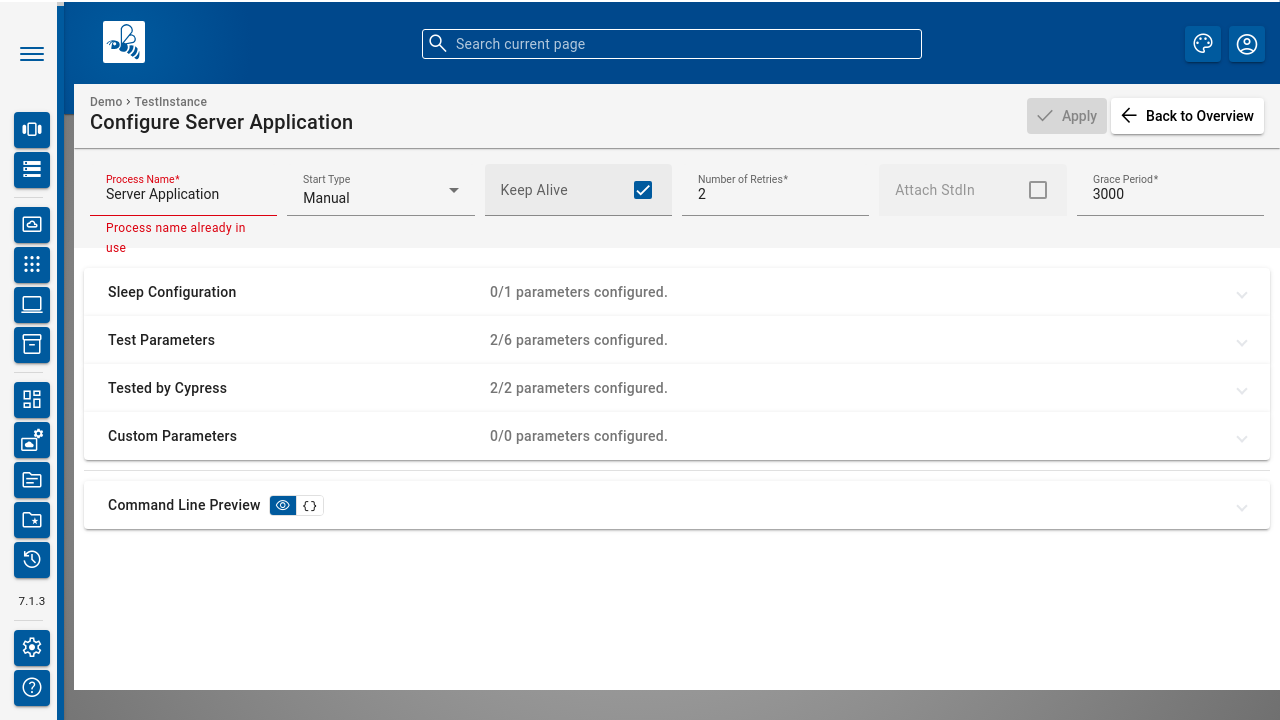 Search current page
Demo › TestInstance
Configure Server Application
Apply
Back to Overview
Process Name*
Server Application
Process name already in
use
Start Type
Manual
Keep Alive
Number of Retries*
2
Attach StdIn
Grace Period*
3000
Sleep Configuration 0/1 parameters configured.
Test Parameters 2/6 parameters configured.
Tested by Cypress 2/2 parameters configured.
Custom Parameters 0/0 parameters configured.
Command Line Preview {}
7.1.3